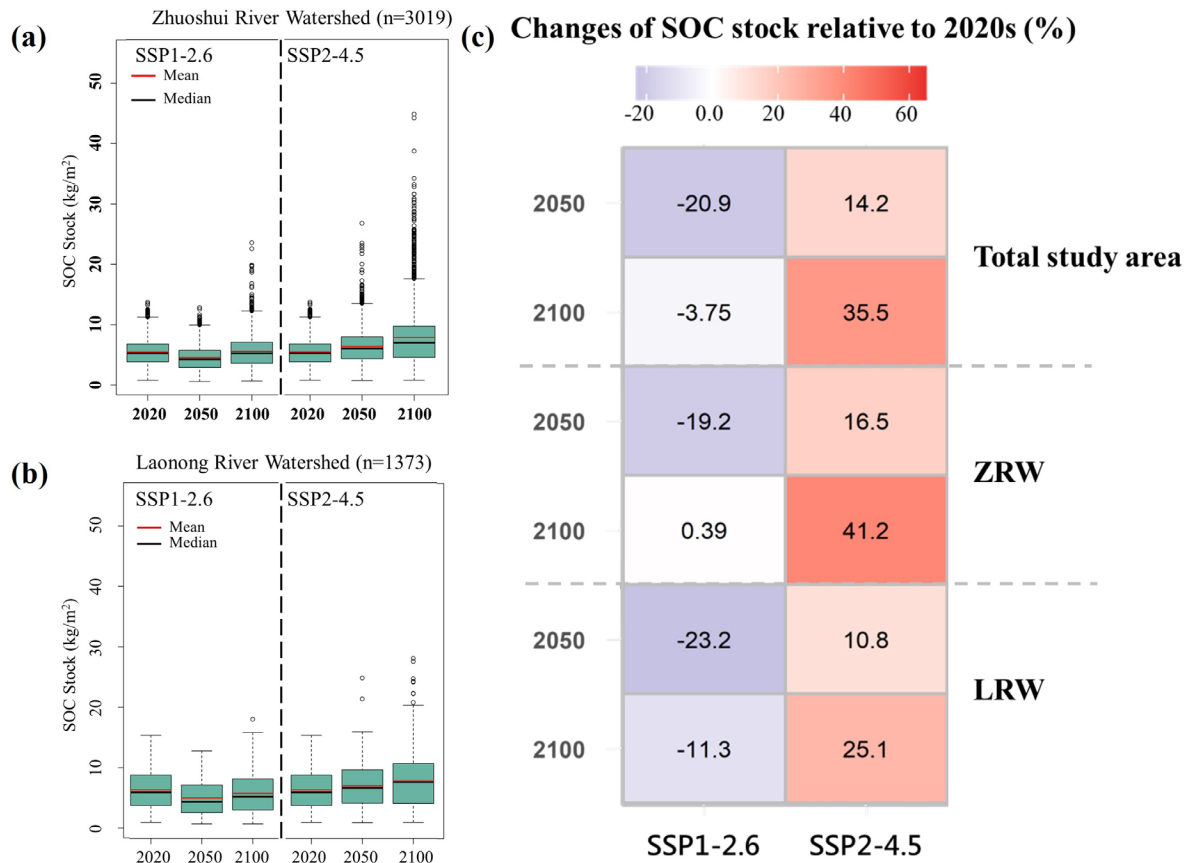 (a)
Zhuoshui River Watershed (n=3019)
SSP1-2.6
SSP2-4.5
Mean
Median
SOC Stock (kg/m²)
50
40
30
20
10
0
2020 2050 2100 2020 2050 2100
(b)
Laonong River Watershed (n=1373)
SSP1-2.6
SSP2-4.5
Mean
Median
SOC Stock (kg/m²)
50
40
30
20
10
0
2020 2050 2100 2020 2050 2100
(c) Changes of SOC stock relative to 2020s (%)
-20 0.0 20 40 60
2050 -20.9 14.2
Total study area
2100 -3.75 35.5
2050 -19.2 16.5
ZRW
2100 0.39 41.2
2050 -23.2 10.8
LRW
2100 -11.3 25.1
SSP1-2.6 SSP2-4.5